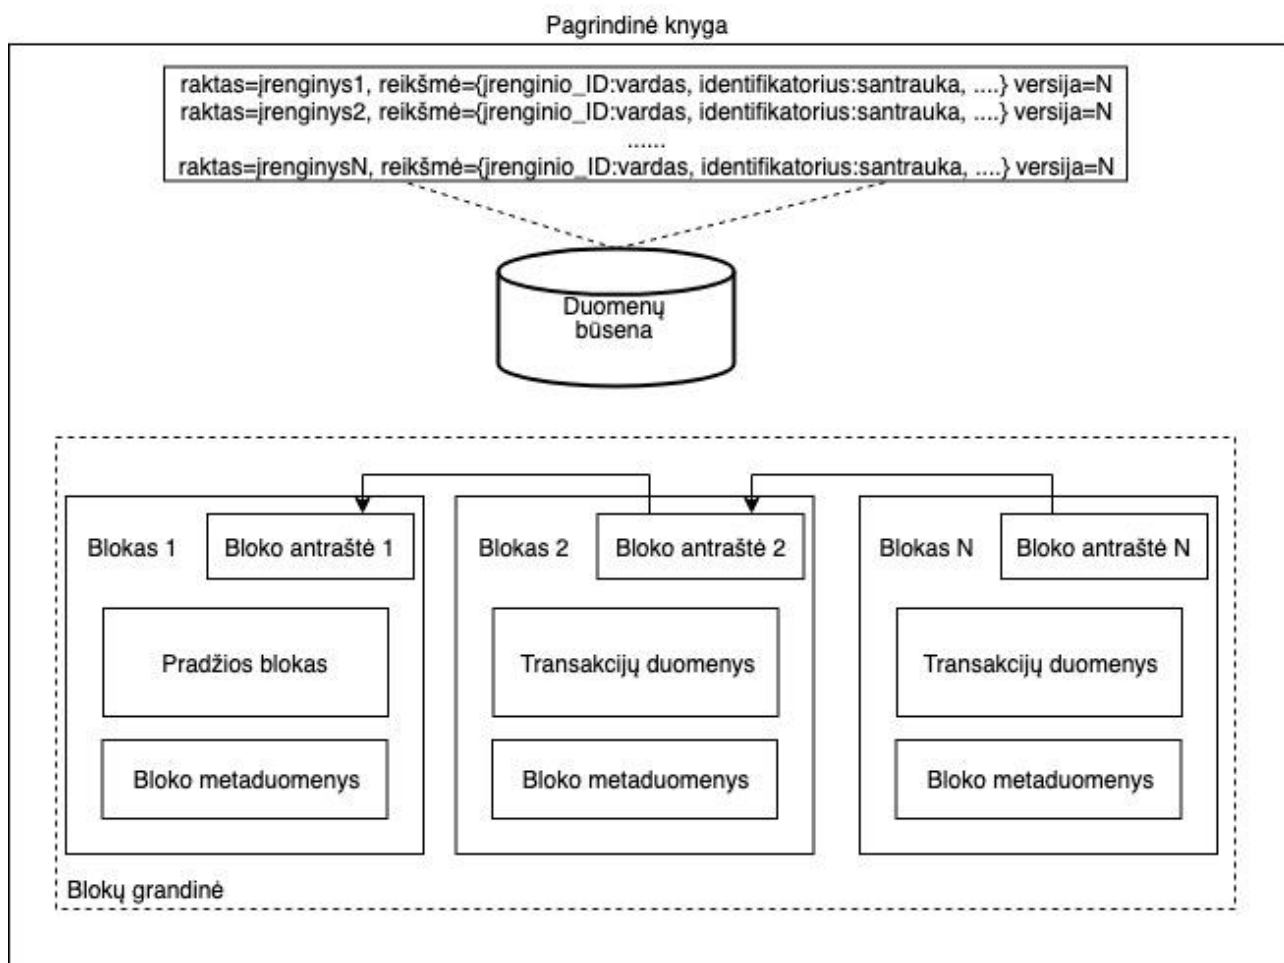 Pagrindinė knyga
raktas=įrenginys1, reikšmė={įrenginio_ID:vardas, identifikatorius:santrauka, ....} versija=N
raktas=įrenginys2, reikšmė={įrenginio_ID:vardas, identifikatorius:santrauka, ....} versija=N
......
raktas=įrenginysN, reikšmė={įrenginio_ID:vardas, identifikatorius:santrauka, ....} versija=N
Duomenų
būsena
Blokas 1
Bloko antraštė 1
Pradžios blokas
Bloko metaduomenys
Blokas 2
Bloko antraštė 2
Transakcijų duomenys
Bloko metaduomenys
Blokas N
Bloko antraštė N
Transakcijų duomenys
Bloko metaduomenys
Blokų grandinė